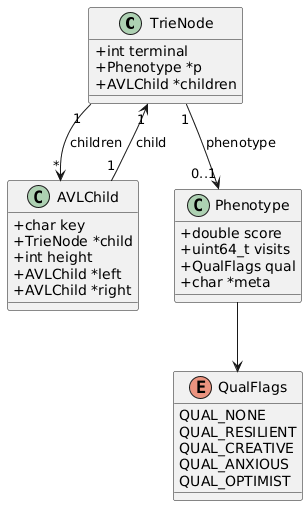 C TrieNode
+int terminal
+Phenotype *p
+AVLChild *children
1 1 1
children child phenotype
* 1 0..1
C AVLChild
+char key
+TrieNode *child
+int height
+AVLChild *left
+AVLChild *right
C Phenotype
+double score
+uint64_t visits
+QualFlags qual
+char *meta
E QualFlags
QUAL_NONE
QUAL_RESILIENT
QUAL_CREATIVE
QUAL_ANXIOUS
QUAL_OPTIMIST